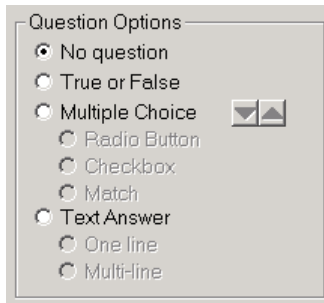 Question Options
No question
True or False
Multiple Choice
Radio Button
Checkbox
Match
Text Answer
One line
Multi-line